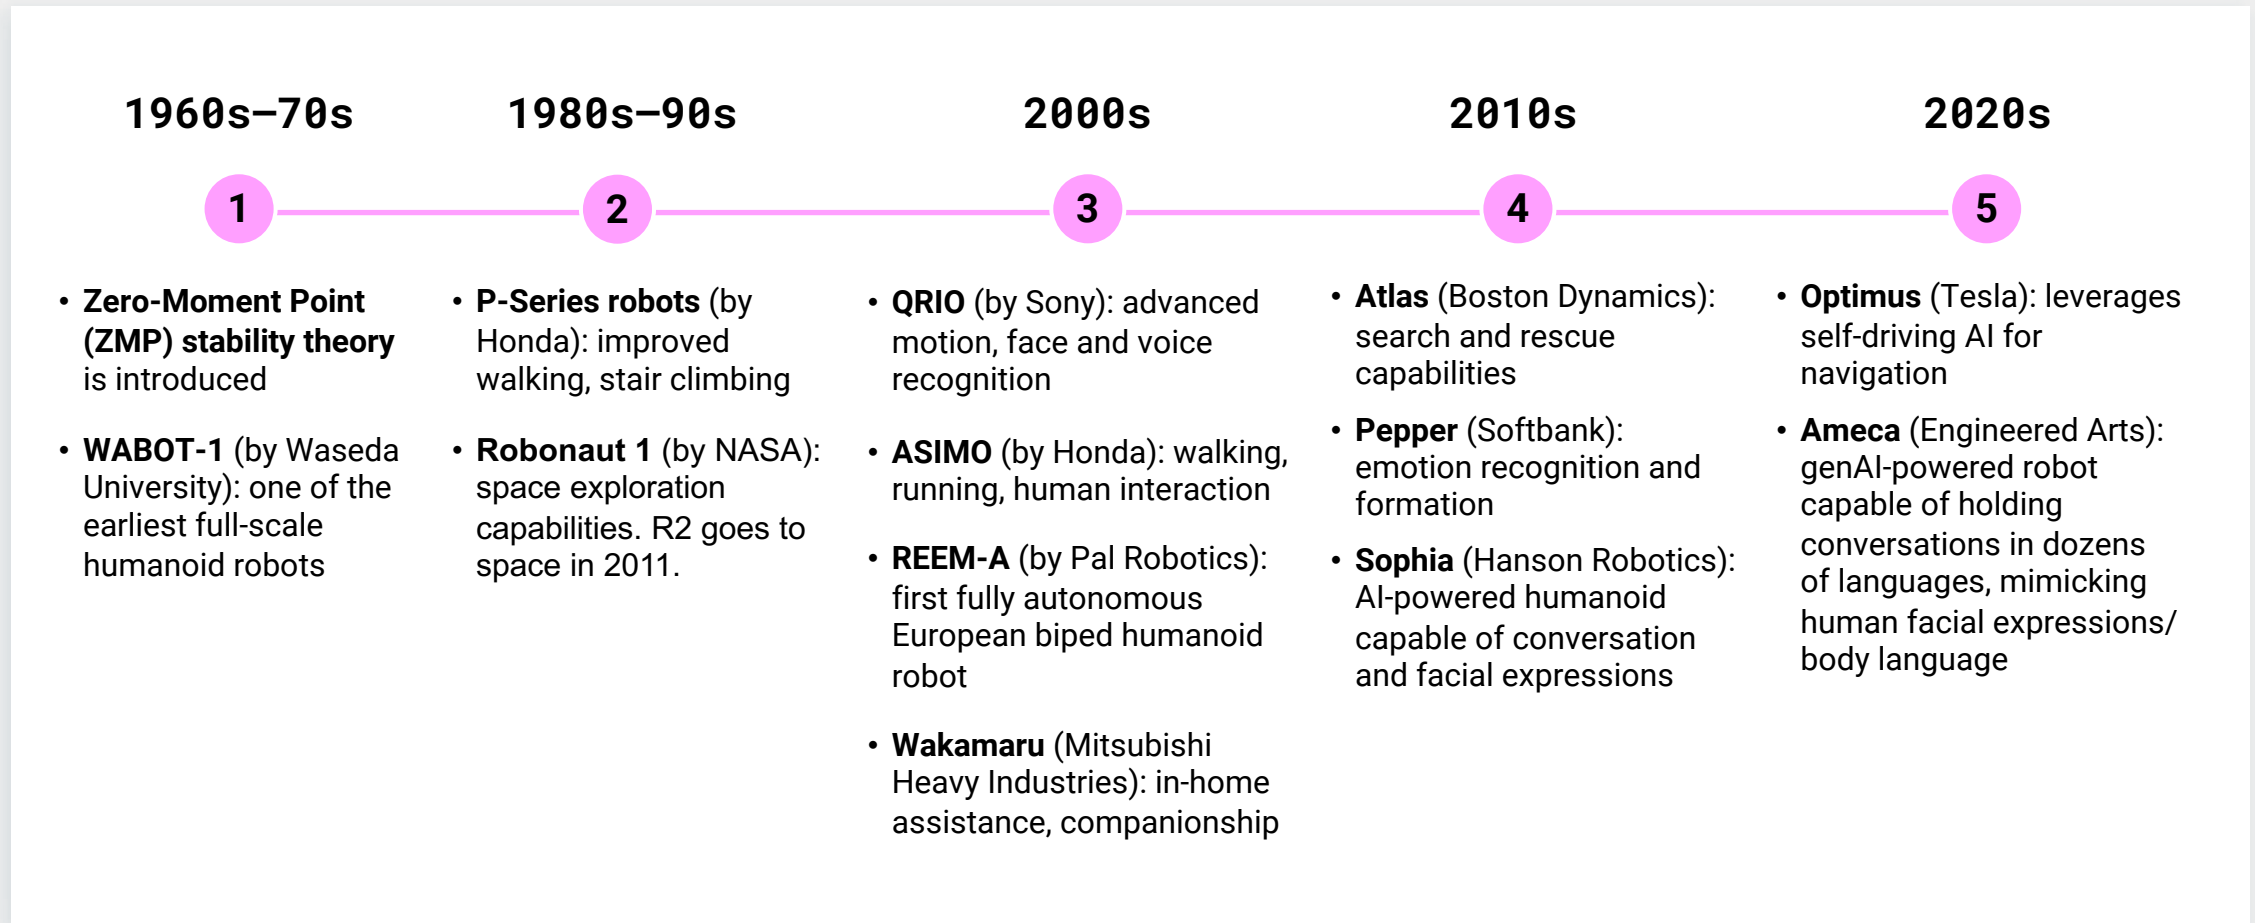 1960s–70s
1980s–90s
2000s
2010s
2020s
1
2
3
4
5
• Zero-Moment Point
(ZMP) stability theory
is introduced
• WABOT-1 (by Waseda
University): one of the
earliest full-scale
humanoid robots
• P-Series robots (by
Honda): improved
walking, stair climbing
• Robonaut 1 (by NASA):
space exploration
capabilities. R2 goes to
space in 2011.
• QRIO (by Sony): advanced
motion, face and voice
recognition
• ASIMO (by Honda): walking,
running, human interaction
• REEM-A (by Pal Robotics):
first fully autonomous
European biped humanoid
robot
• Wakamaru (Mitsubishi
Heavy Industries): in-home
assistance, companionship
• Atlas (Boston Dynamics):
search and rescue
capabilities
• Pepper (Softbank):
emotion recognition and
formation
• Sophia (Hanson Robotics):
AI-powered humanoid
capable of conversation
and facial expressions
• Optimus (Tesla): leverages
self-driving AI for
navigation
• Ameca (Engineered Arts):
genAI-powered robot
capable of holding
conversations in dozens
of languages, mimicking
human facial expressions/
body language